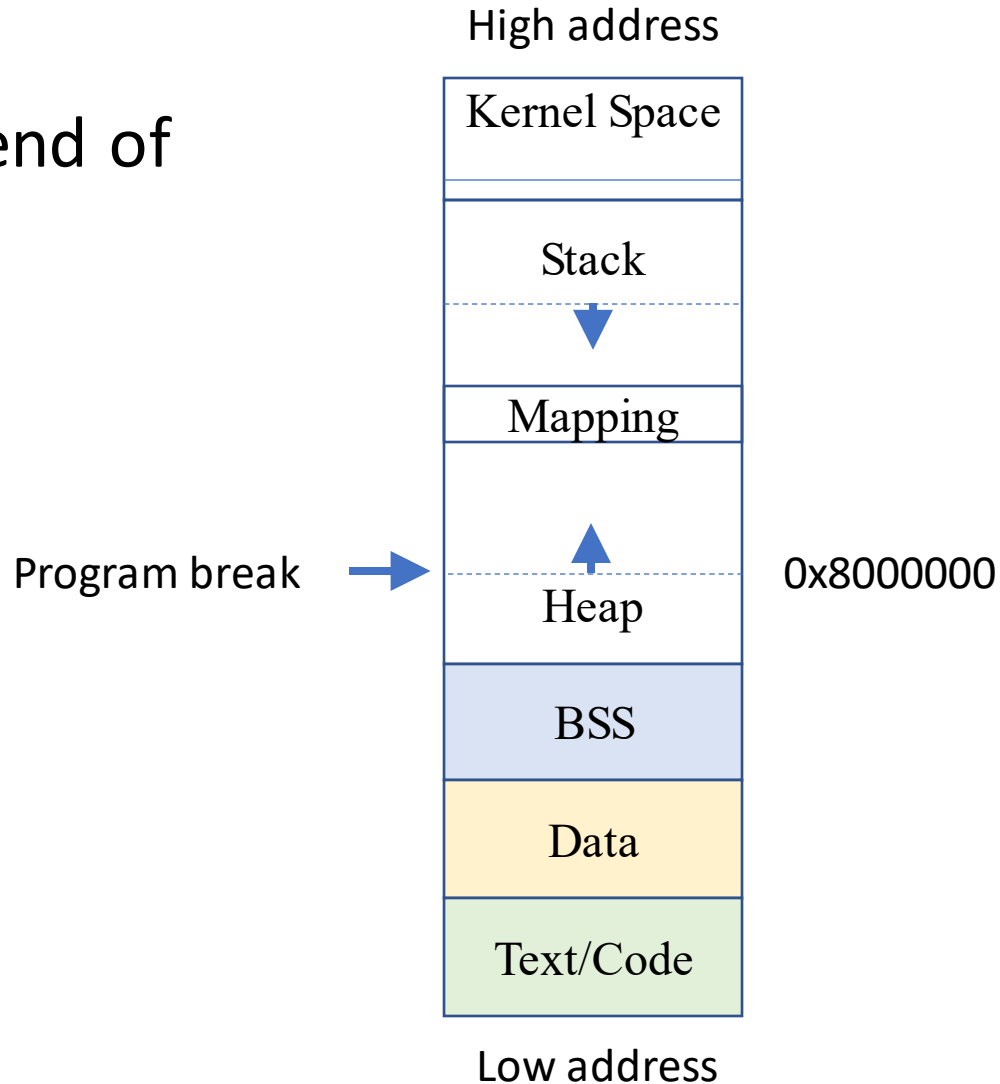 High address
end of
Kernel Space
Stack
Mapping
Program break
0x8000000
Heap
BSS
Data
Text/Code
Low address